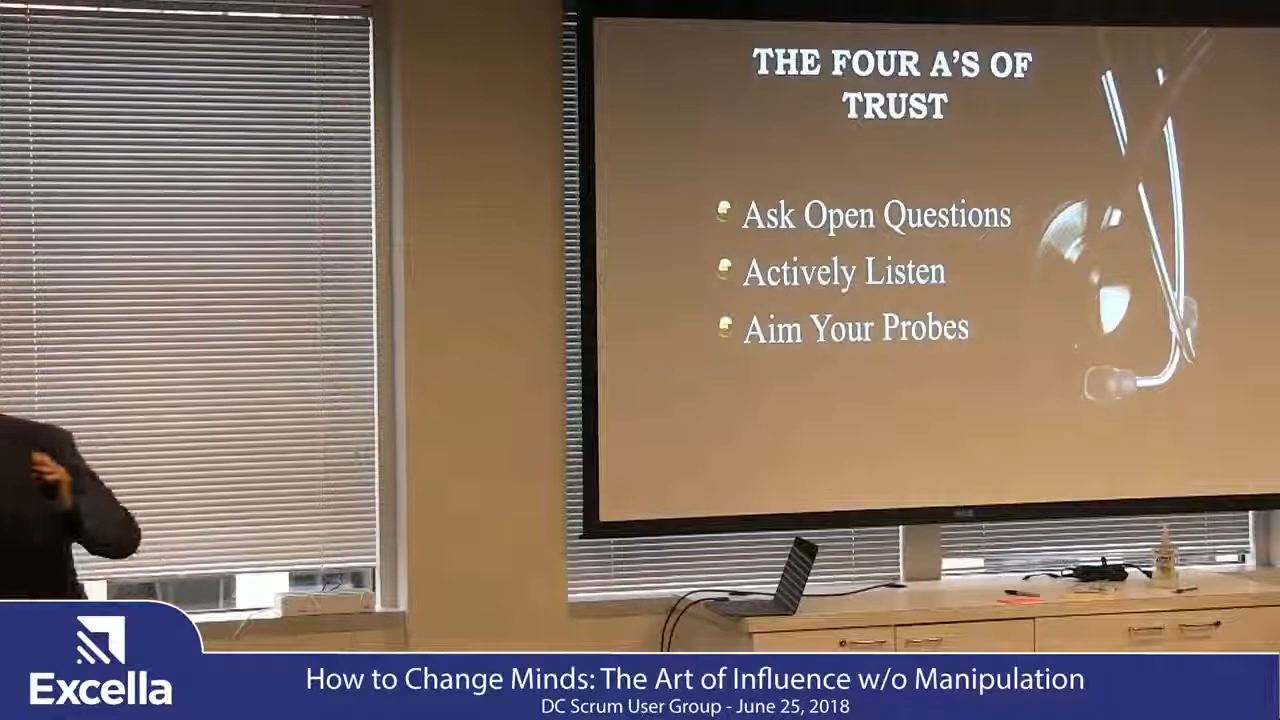 THE FOUR A'S OF
TRUST
Ask Open Questions
Actively Listen
Aim Your Probes
Excella
How to Change Minds: The Art of Influence w/o Manipulation
DC Scrum User Group - June 25, 2018